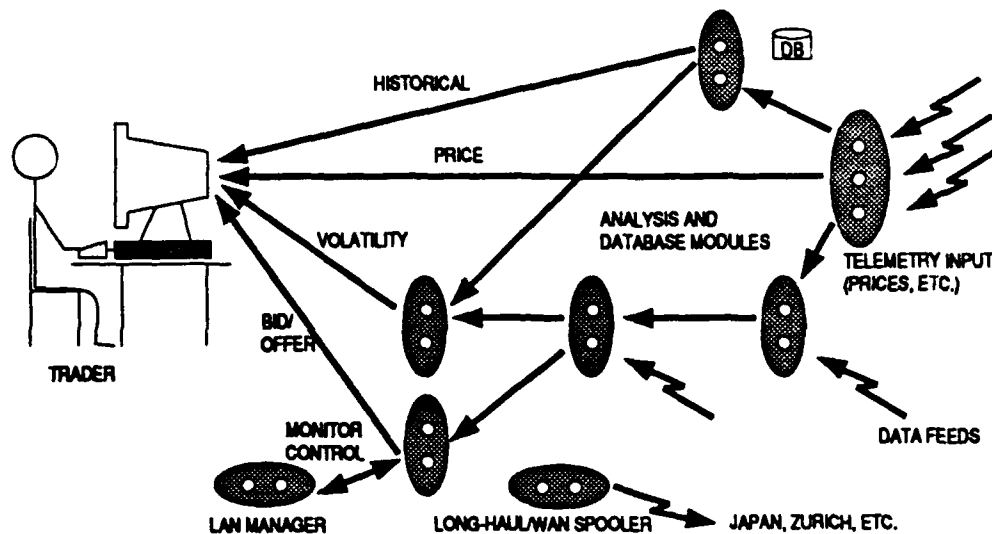 DB
HISTORICAL
PRICE
ANALYSIS AND
DATABASE MODULES
VOLATILITY
TELEMETRY INPUT
(PRICES, ETC.)
BID/
OFFER
TRADER
DATA FEEDS
MONITOR
CONTROL
LAN MANAGER
LONG-HAUL/WAN SPOOLER
JAPAN, ZURICH, ETC.